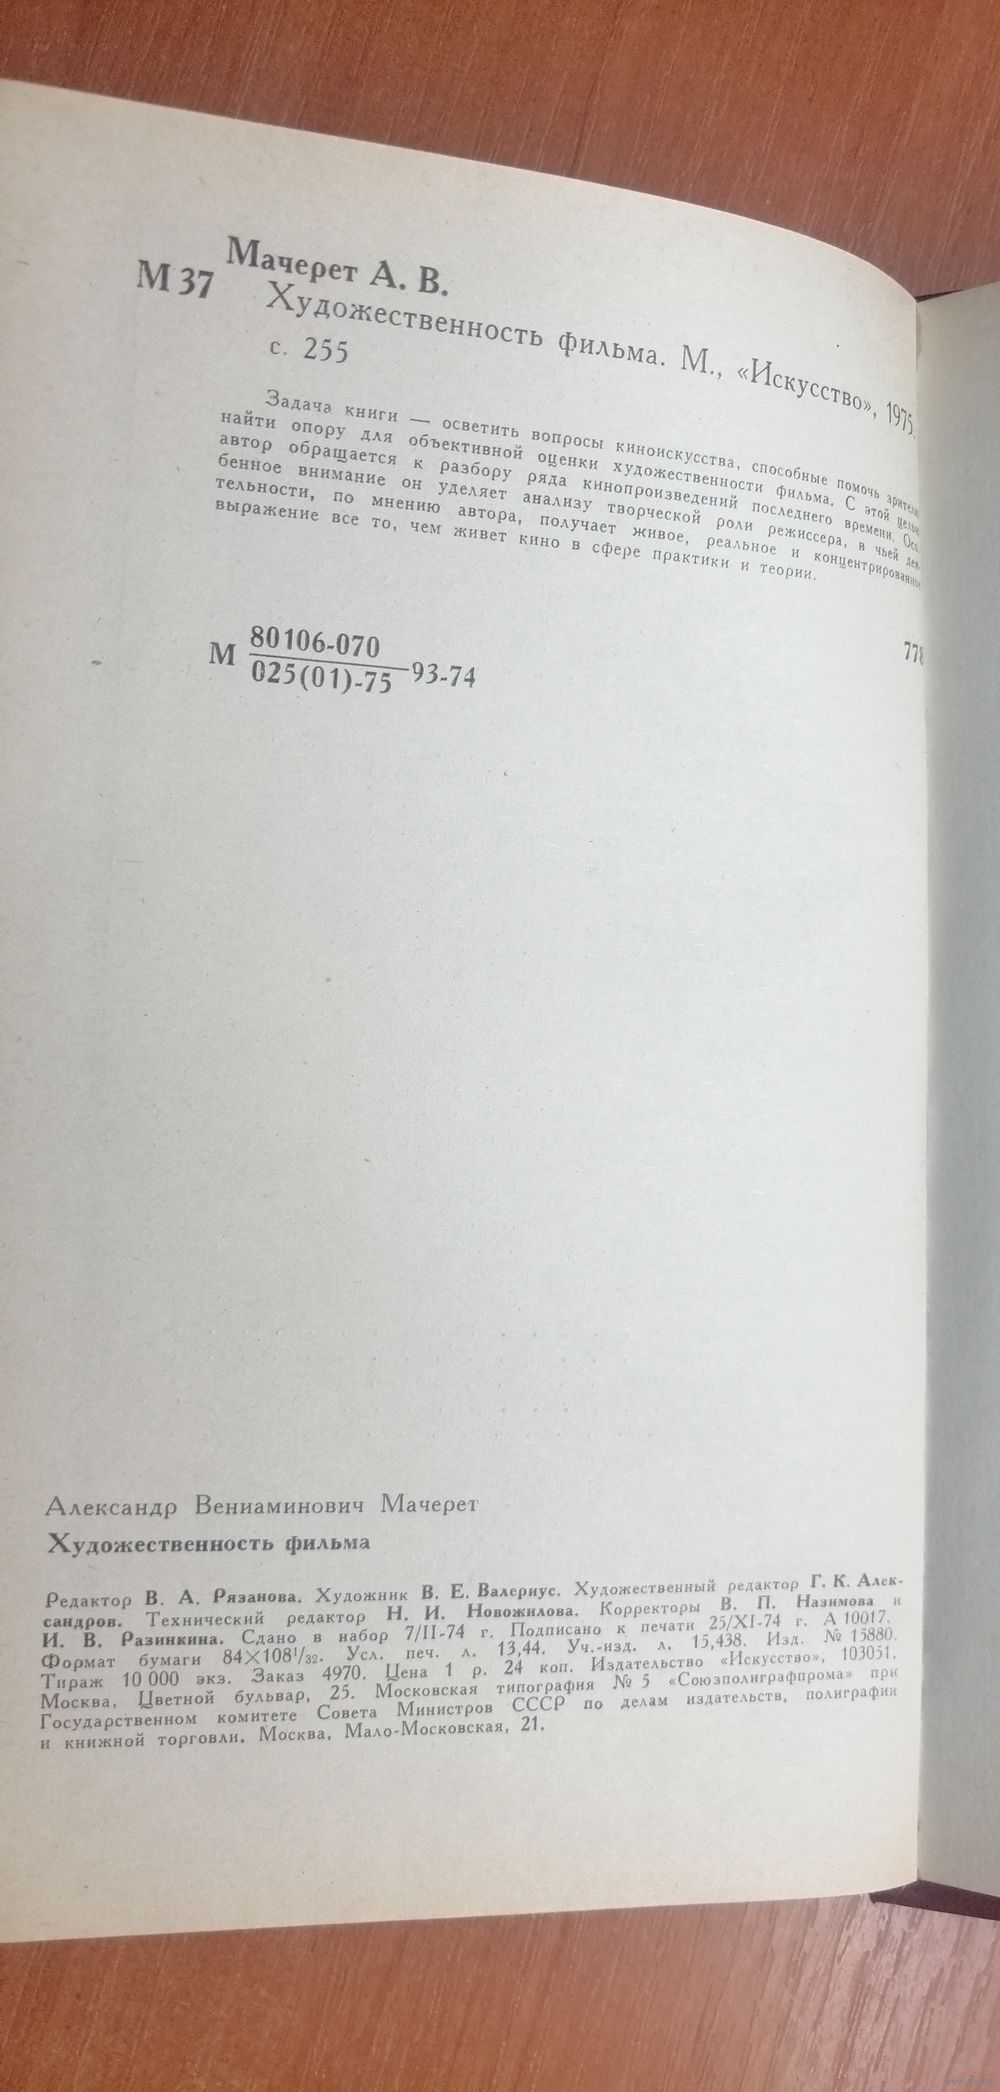 Мачерет А. В.
М 37
Художественность фильма. М., «Искусство», 1975.
с. 255
Задача книги — осветить вопросы киноискусства, способные помочь зрителю
найти опору для объективной оценки художественности фильма. С этой целью
автор обращается к разбору ряда кинопроизведений последнего времени. Осо-
бенное внимание он уделяет анализу творческой роли режиссера, в чьей дея-
тельности, по мнению автора, получает живое, реальное и концентрированное
выражение все то, чем живет кино в сфере практики и теории.
М 80106-070
025(01)-75 93-74
778
Александр Вениаминович Мачерет
Художественность фильма
Редактор В. А. Рязанова. Художник В. Е. Валериус. Художественный редактор Г. К. Алек-
сандров. Технический редактор Н. И. Новожилова. Корректоры В. П. Назимова и
И. В. Разинкина. Сдано в набор 7/II-74 г. Подписано к печати 25/XI-74 г. А 10017.
Формат бумаги 84×108¹/₃₂. Усл. печ. л. 13,44. Уч.-изд. л. 15,438. Изд. № 15880.
Тираж 10 000 экз. Заказ 4970. Цена 1 р. 24 коп. Издательство «Искусство», 103051.
Москва, Цветной бульвар, 25. Московская типография № 5 «Союзполиграфпрома» при
Государственном комитете Совета Министров СССР по делам издательств, полиграфии
и книжной торговли. Москва, Мало-Московская, 21.